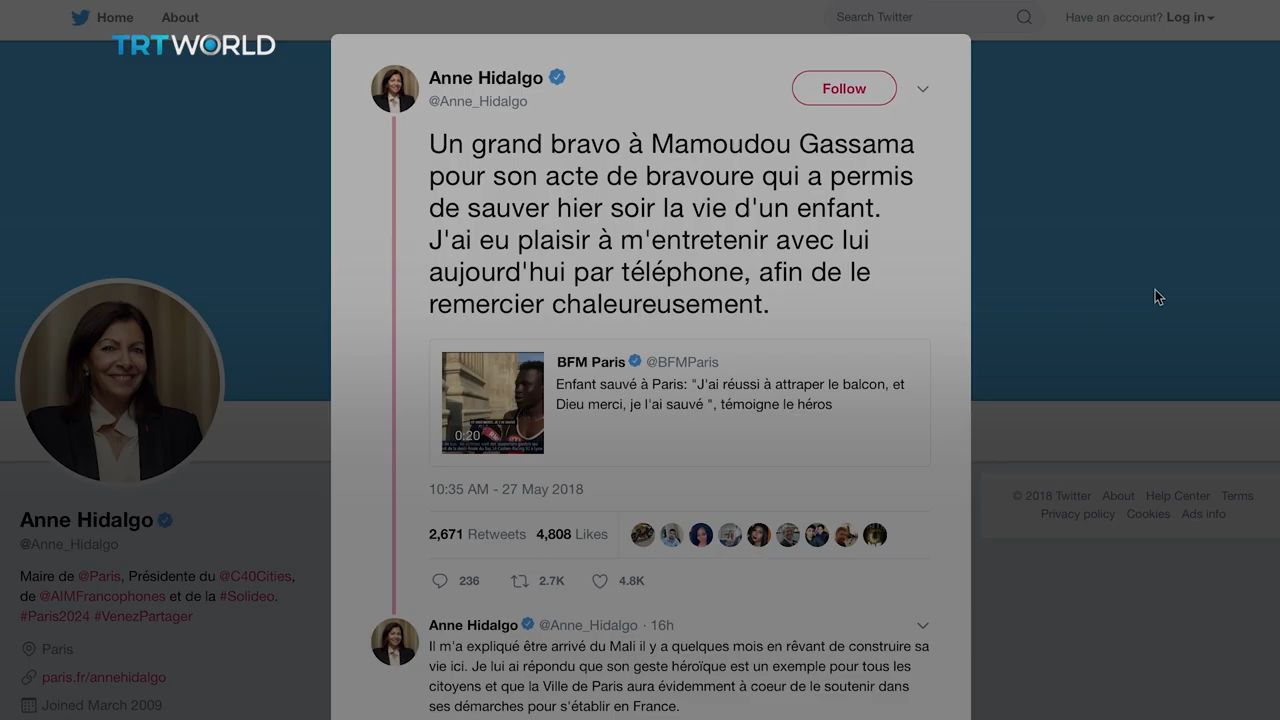 Home About
Search Twitter
Have an account? Log in
TRT WORLD
Anne Hidalgo
@Anne_Hidalgo
Follow
Un grand bravo à Mamoudou Gassama
pour son acte de bravoure qui a permis
de sauver hier soir la vie d'un enfant.
J'ai eu plaisir à m'entretenir avec lui
aujourd'hui par téléphone, afin de le
remercier chaleureusement.
BFM Paris @BFMParis
Enfant sauvé à Paris: "J'ai réussi à attraper le balcon, et
Dieu merci, je l'ai sauvé ", témoigne le héros
0:20
10:35 AM - 27 May 2018
2,671 Retweets 4,808 Likes
236 2.7K 4.8K
Anne Hidalgo @Anne_Hidalgo · 16h
Il m'a expliqué être arrivé du Mali il y a quelques mois en rêvant de construire sa
vie ici. Je lui ai répondu que son geste héroïque est un exemple pour tous les
citoyens et que la Ville de Paris aura évidemment à coeur de le soutenir dans
ses démarches pour s'établir en France.
Anne Hidalgo
@Anne_Hidalgo
Maire de @Paris, Présidente du @C40Cities,
de @AIMFrancophones et de la #Solideo.
#Paris2024 #VenezPartager
Paris
paris.fr/annehidalgo
Joined March 2009
© 2018 Twitter About Help Center Terms
Privacy policy Cookies Ads info